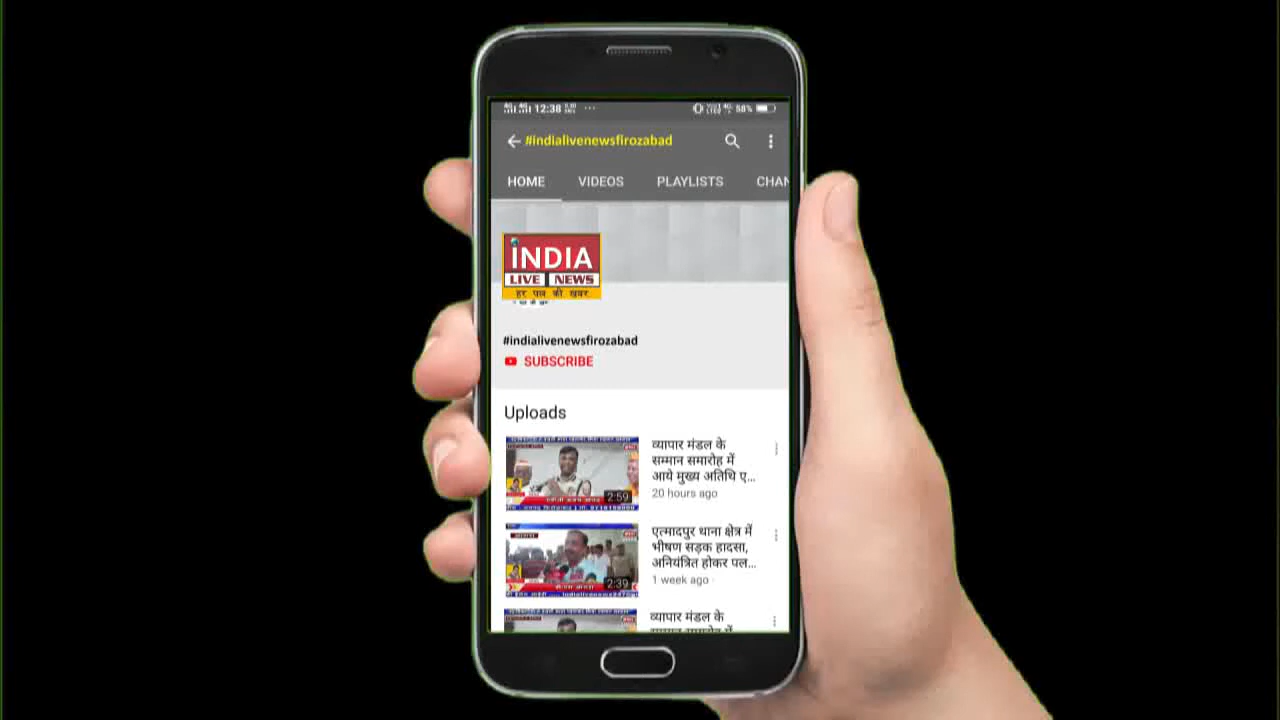 12:38 ... 58%
#indialivenewsfirozabad
HOME VIDEOS PLAYLISTS CHAN
INDIA
LIVE NEWS
हर पल की खबर
#indialivenewsfirozabad
SUBSCRIBE
Uploads
व्यापार मंडल के
सम्मान समारोह में
आये मुख्य अतिथि ए...
20 hours ago
2:59
एत्मादपुर थाना क्षेत्र में
भीषण सड़क हादसा,
अनियंत्रित होकर पल...
1 week ago
2:39
व्यापार मंडल के